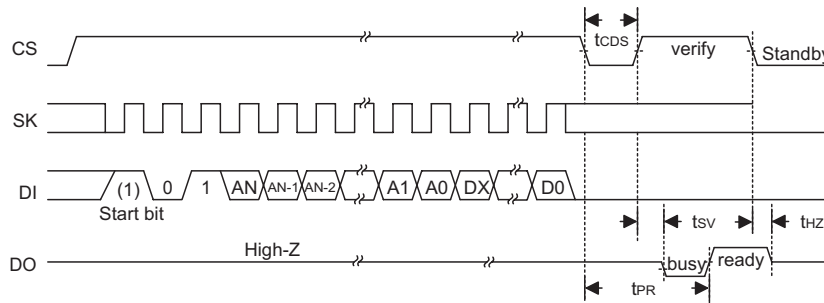 CS
tCDS
verify
Standby
SK
DI
(1)
0
1
AN
AN-1
AN-2
A1
A0
DX
D0
Start bit
tSV
tHZ
DO
High-Z
busy
ready
tPR